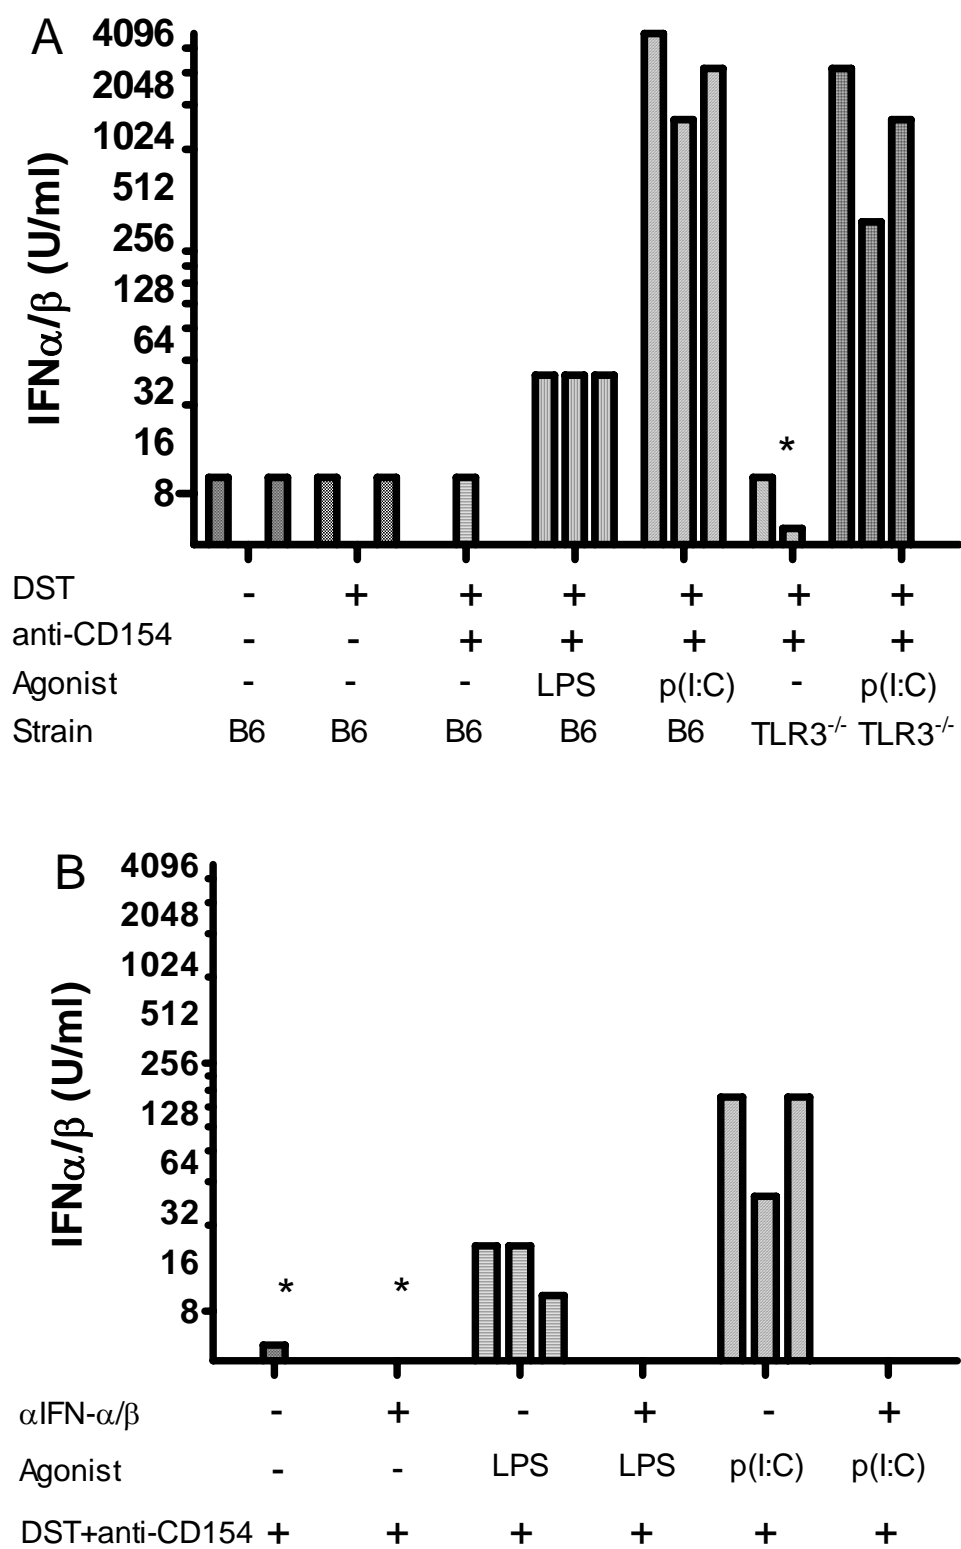 A
4096
2048
1024
512
256
128
64
32
16
8
IFNα/β (U/ml)
*
DST - + + + + + +
anti-CD154 - - + + + + +
Agonist - - - LPS p(I:C) - p(I:C)
Strain B6 B6 B6 B6 B6 TLR3-/- TLR3-/-
B
4096
2048
1024
512
256
128
64
32
16
8
IFNα/β (U/ml)
* *
αIFN-α/β - + - + - +
Agonist - - LPS LPS p(I:C) p(I:C)
DST+anti-CD154 + + + + + +